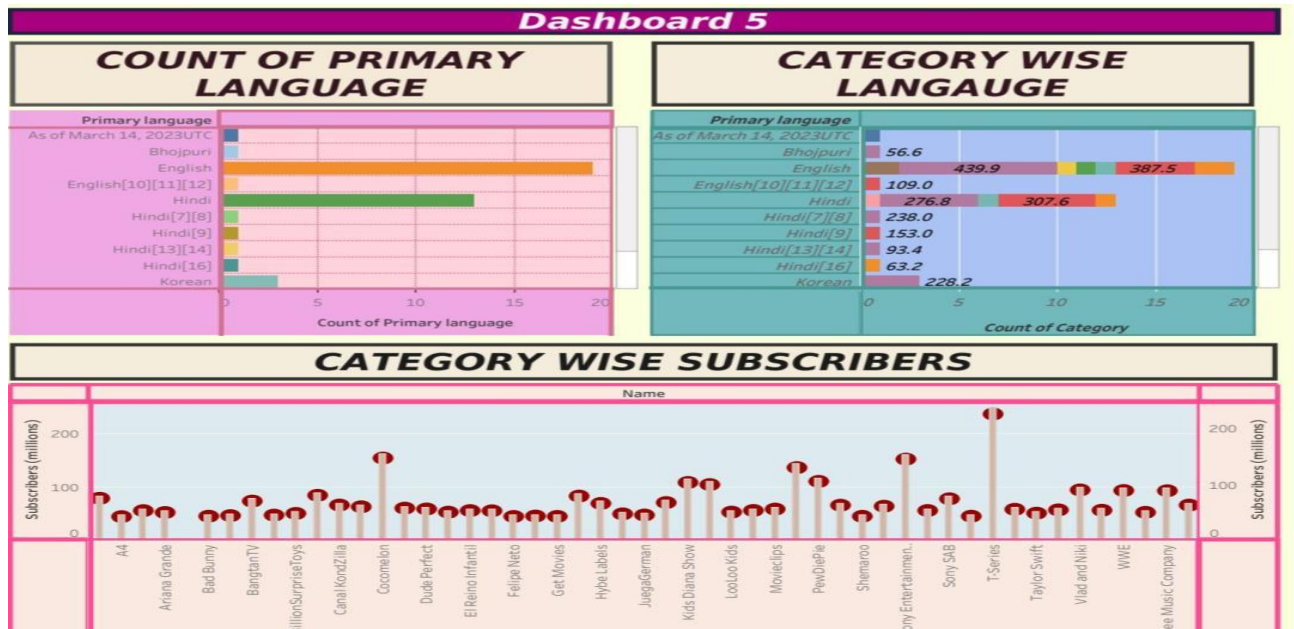 Dashboard 5
COUNT OF PRIMARY
LANGUAGE
Primary language
As of March 14, 2023UTC
Bhojpuri
English
English[10][11][12]
Hindi
Hindi[7][8]
Hindi[9]
Hindi[13][14]
Hindi[16]
Korean
0 5 10 15 20
Count of Primary language
CATEGORY WISE
LANGAUGE
Primary language
As of March 14, 2023UTC
Bhojpuri 56.6
English 439.9 387.5
English[10][11][12] 109.0
Hindi 276.8 307.6
Hindi[7][8] 238.0
Hindi[9] 153.0
Hindi[13][14] 93.4
Hindi[16] 63.2
Korean 228.2
0 5 10 15 20
Count of Category
CATEGORY WISE SUBSCRIBERS
Name
Subscribers (millions)
200
100
0
200
100
0
Subscribers (millions)
A4
Ariana Grande
Bad Bunny
BangtanTV
illionSurpriseToys
Canal KondZilla
Cocomelon
Dude Perfect
El Reino Infantil
Felipe Neto
Get Movies
Hybe Labels
JuegaGerman
Kids Diana Show
LooLoo Kids
Movieclips
PewDiePie
Shemaroo
ony Entertainmen..
Sony SAB
T-Series
Taylor Swift
Vlad and Niki
WWE
ee Music Company